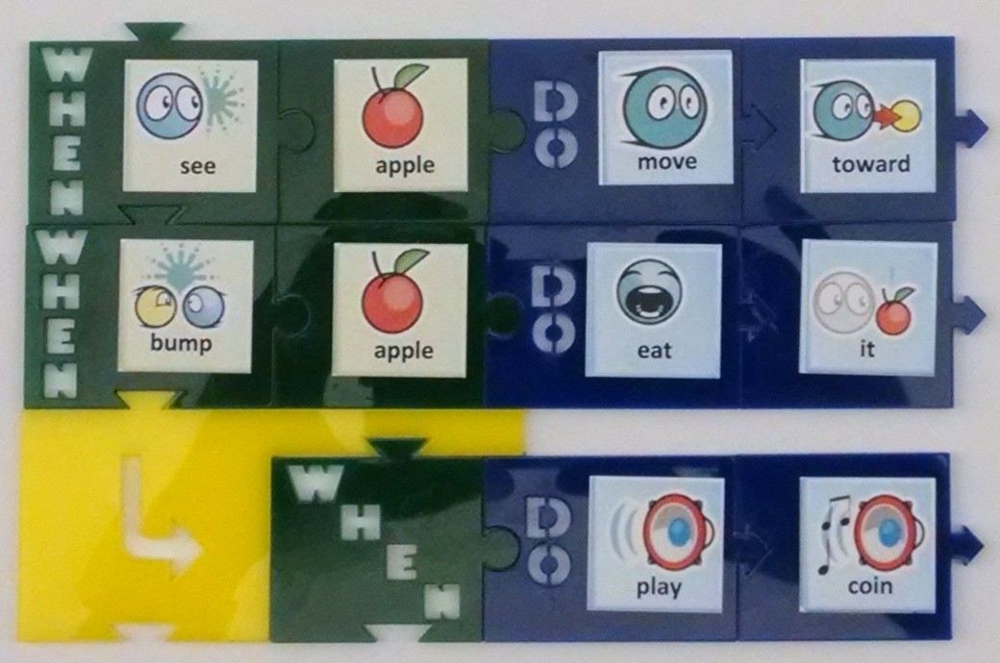 WHEN see apple DO move toward
WHEN bump apple DO eat it
WHEN DO play coin